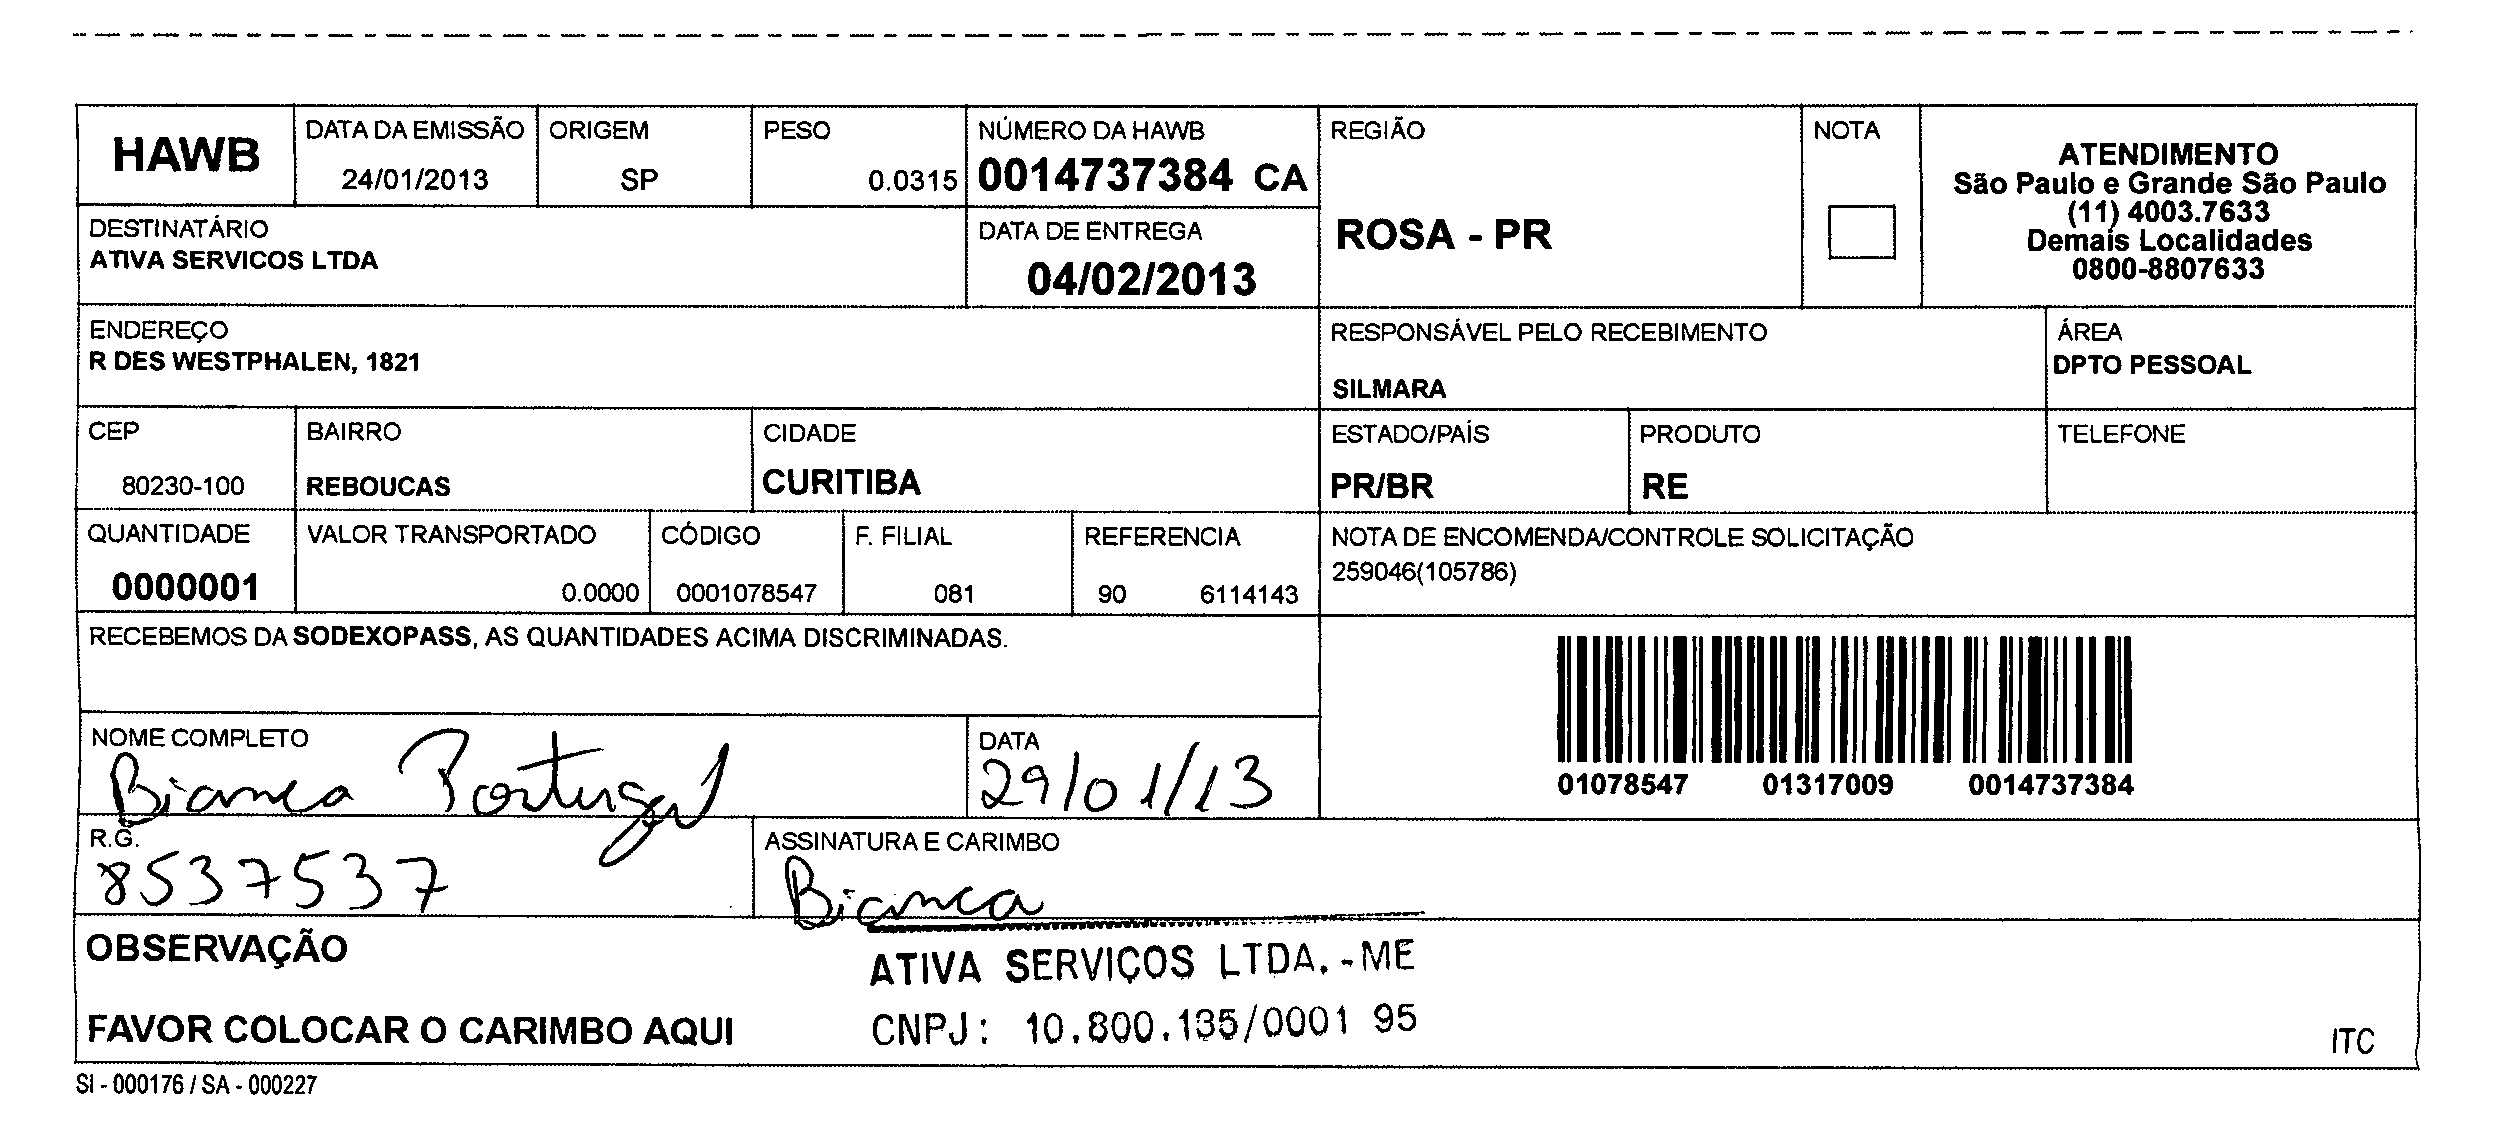 HAWB
DATA DA EMISSÃO
24/01/2013
ORIGEM
SP
PESO
0.0315
NÚMERO DA HAWB
0014737384 CA
REGIÃO
ROSA - PR
NOTA
ATENDIMENTO
São Paulo e Grande São Paulo
(11) 4003.7633
Demais Localidades
0800-8807633
DESTINATÁRIO
ATIVA SERVICOS LTDA
DATA DE ENTREGA
04/02/2013
ENDEREÇO
R DES WESTPHALEN, 1821
RESPONSÁVEL PELO RECEBIMENTO
SILMARA
ÁREA
DPTO PESSOAL
CEP
80230-100
BAIRRO
REBOUCAS
CIDADE
CURITIBA
ESTADO/PAÍS
PR/BR
PRODUTO
RE
TELEFONE
QUANTIDADE
0000001
VALOR TRANSPORTADO
0.0000
CÓDIGO
0001078547
F. FILIAL
081
REFERENCIA
90 6114143
NOTA DE ENCOMENDA/CONTROLE SOLICITAÇÃO
259046(105786)
RECEBEMOS DA SODEXOPASS, AS QUANTIDADES ACIMA DISCRIMINADAS.
01078547 01317009 0014737384
NOME COMPLETO
Bianca Portugal
DATA
29/01/13
R.G.
8537537
ASSINATURA E CARIMBO
Bianca
OBSERVAÇÃO
ATIVA SERVIÇOS LTDA.-ME
FAVOR COLOCAR O CARIMBO AQUI
CNPJ: 10.800.135/0001 95
ITC
SI - 000176 / SA - 000227